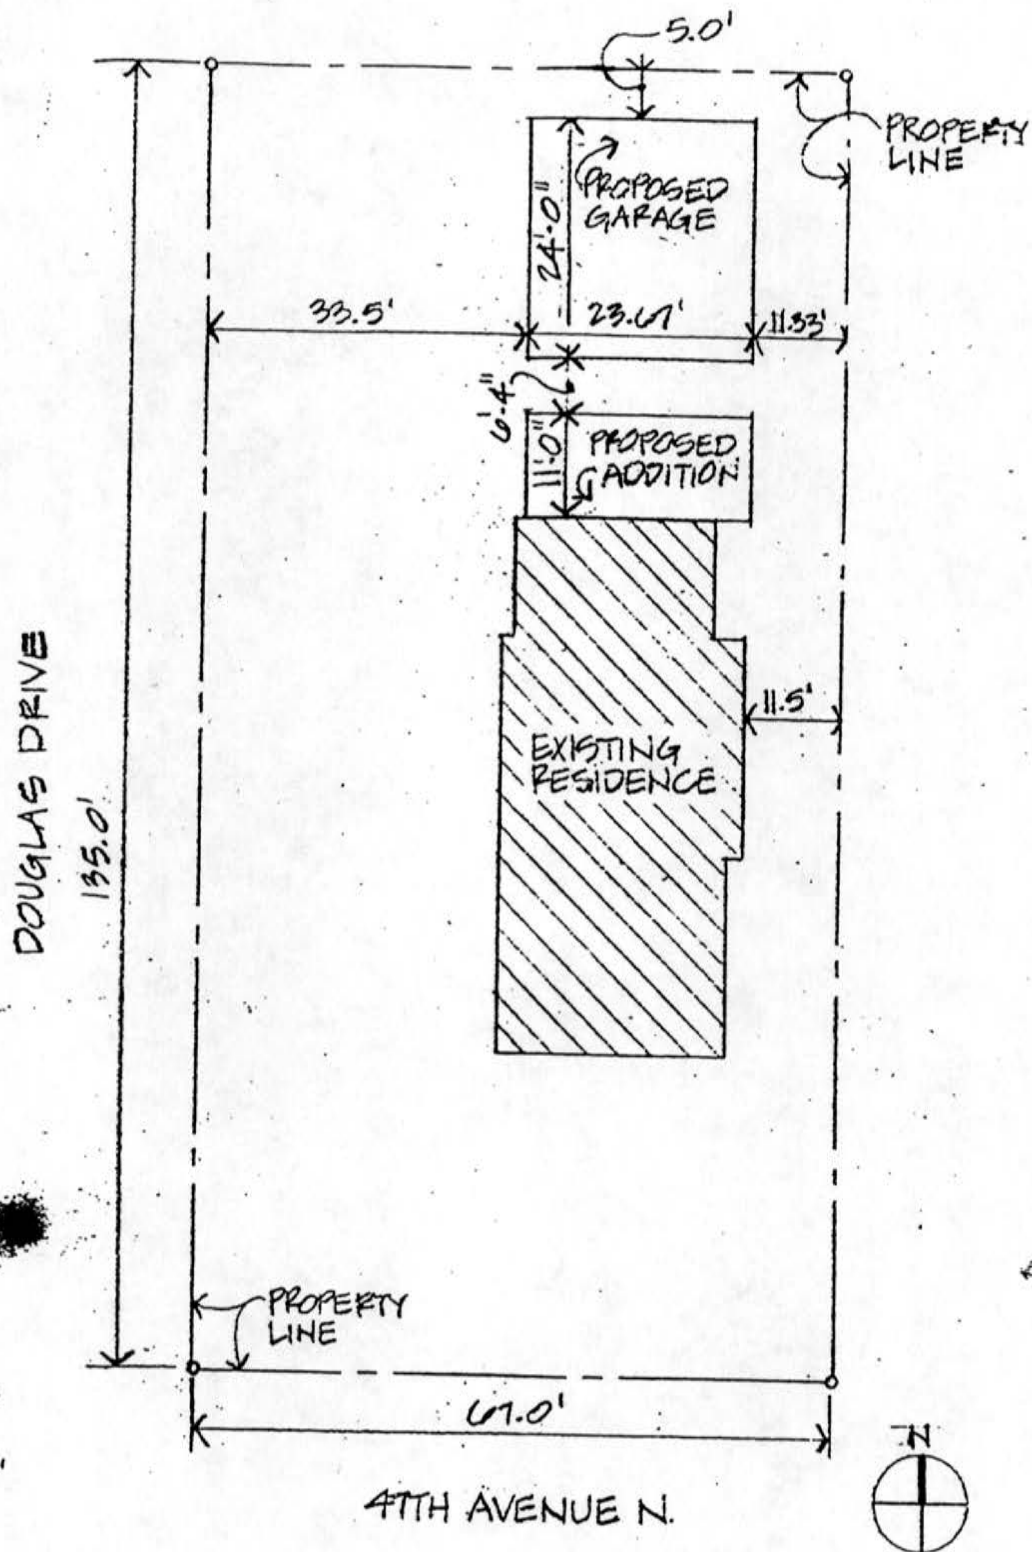 5.0'
PROPERTY
LINE
PROPOSED
GARAGE
24'-0"
33.5'
23.67'
11.33'
6'-4"
11'-0"
PROPOSED
ADDITION
11.5'
EXISTING
RESIDENCE
DOUGLAS DRIVE
135.0'
PROPERTY
LINE
67.0'
47TH AVENUE N.
N